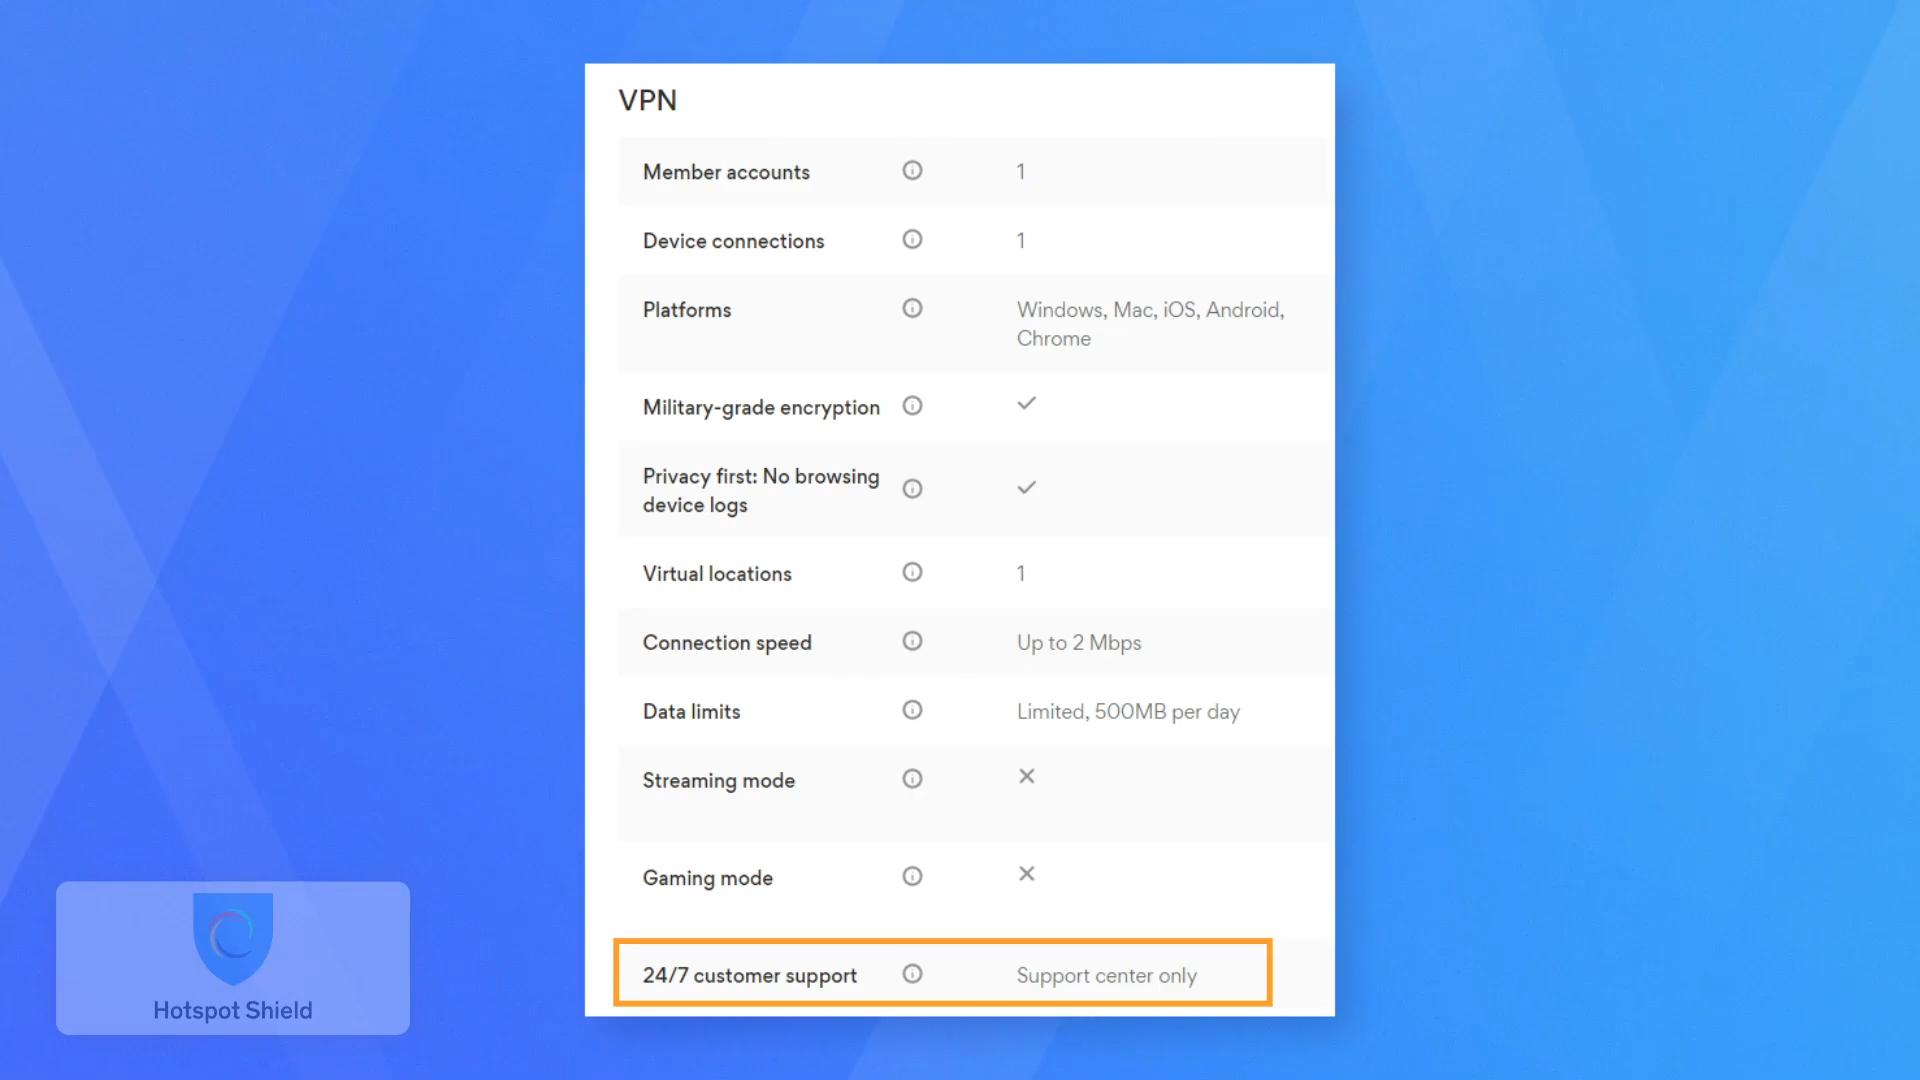 VPN
Member accounts 1
Device connections 1
Platforms Windows, Mac, iOS, Android,
Chrome
Military-grade encryption
Privacy first: No browsing
device logs
Virtual locations 1
Connection speed Up to 2 Mbps
Data limits Limited, 500MB per day
Streaming mode
Gaming mode
24/7 customer support Support center only
Hotspot Shield